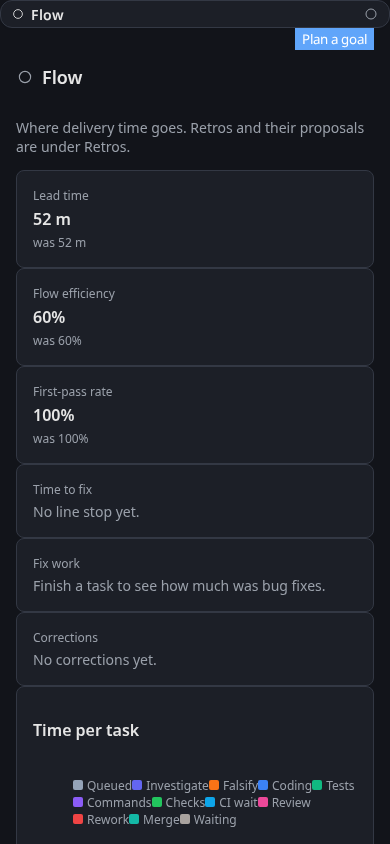 Flow
Plan a goal
Flow
Where delivery time goes. Retros and their proposals
are under Retros.
Lead time
52 m
was 52 m
Flow efficiency
60%
was 60%
First-pass rate
100%
was 100%
Time to fix
No line stop yet.
Fix work
Finish a task to see how much was bug fixes.
Corrections
No corrections yet.
Time per task
Queued Investigate Falsify Coding Tests
Commands Checks CI wait Review
Rework Merge Waiting